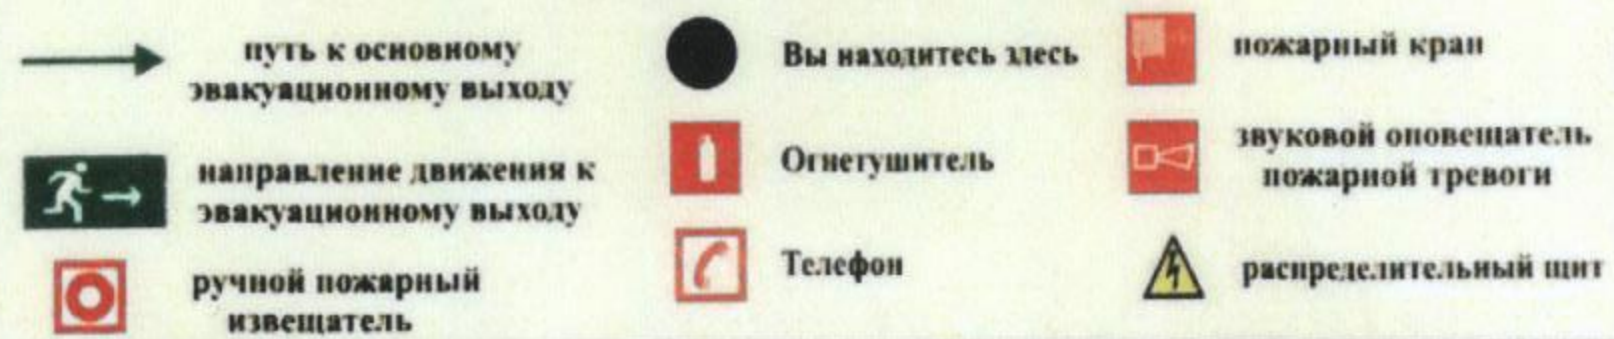 путь к основному
эвакуационному выходу
направление движения к
эвакуационному выходу
ручной пожарный
извещатель
Вы находитесь здесь
Огнетушитель
Телефон
пожарный кран
звуковой оповещатель
пожарной тревоги
распределительный щит